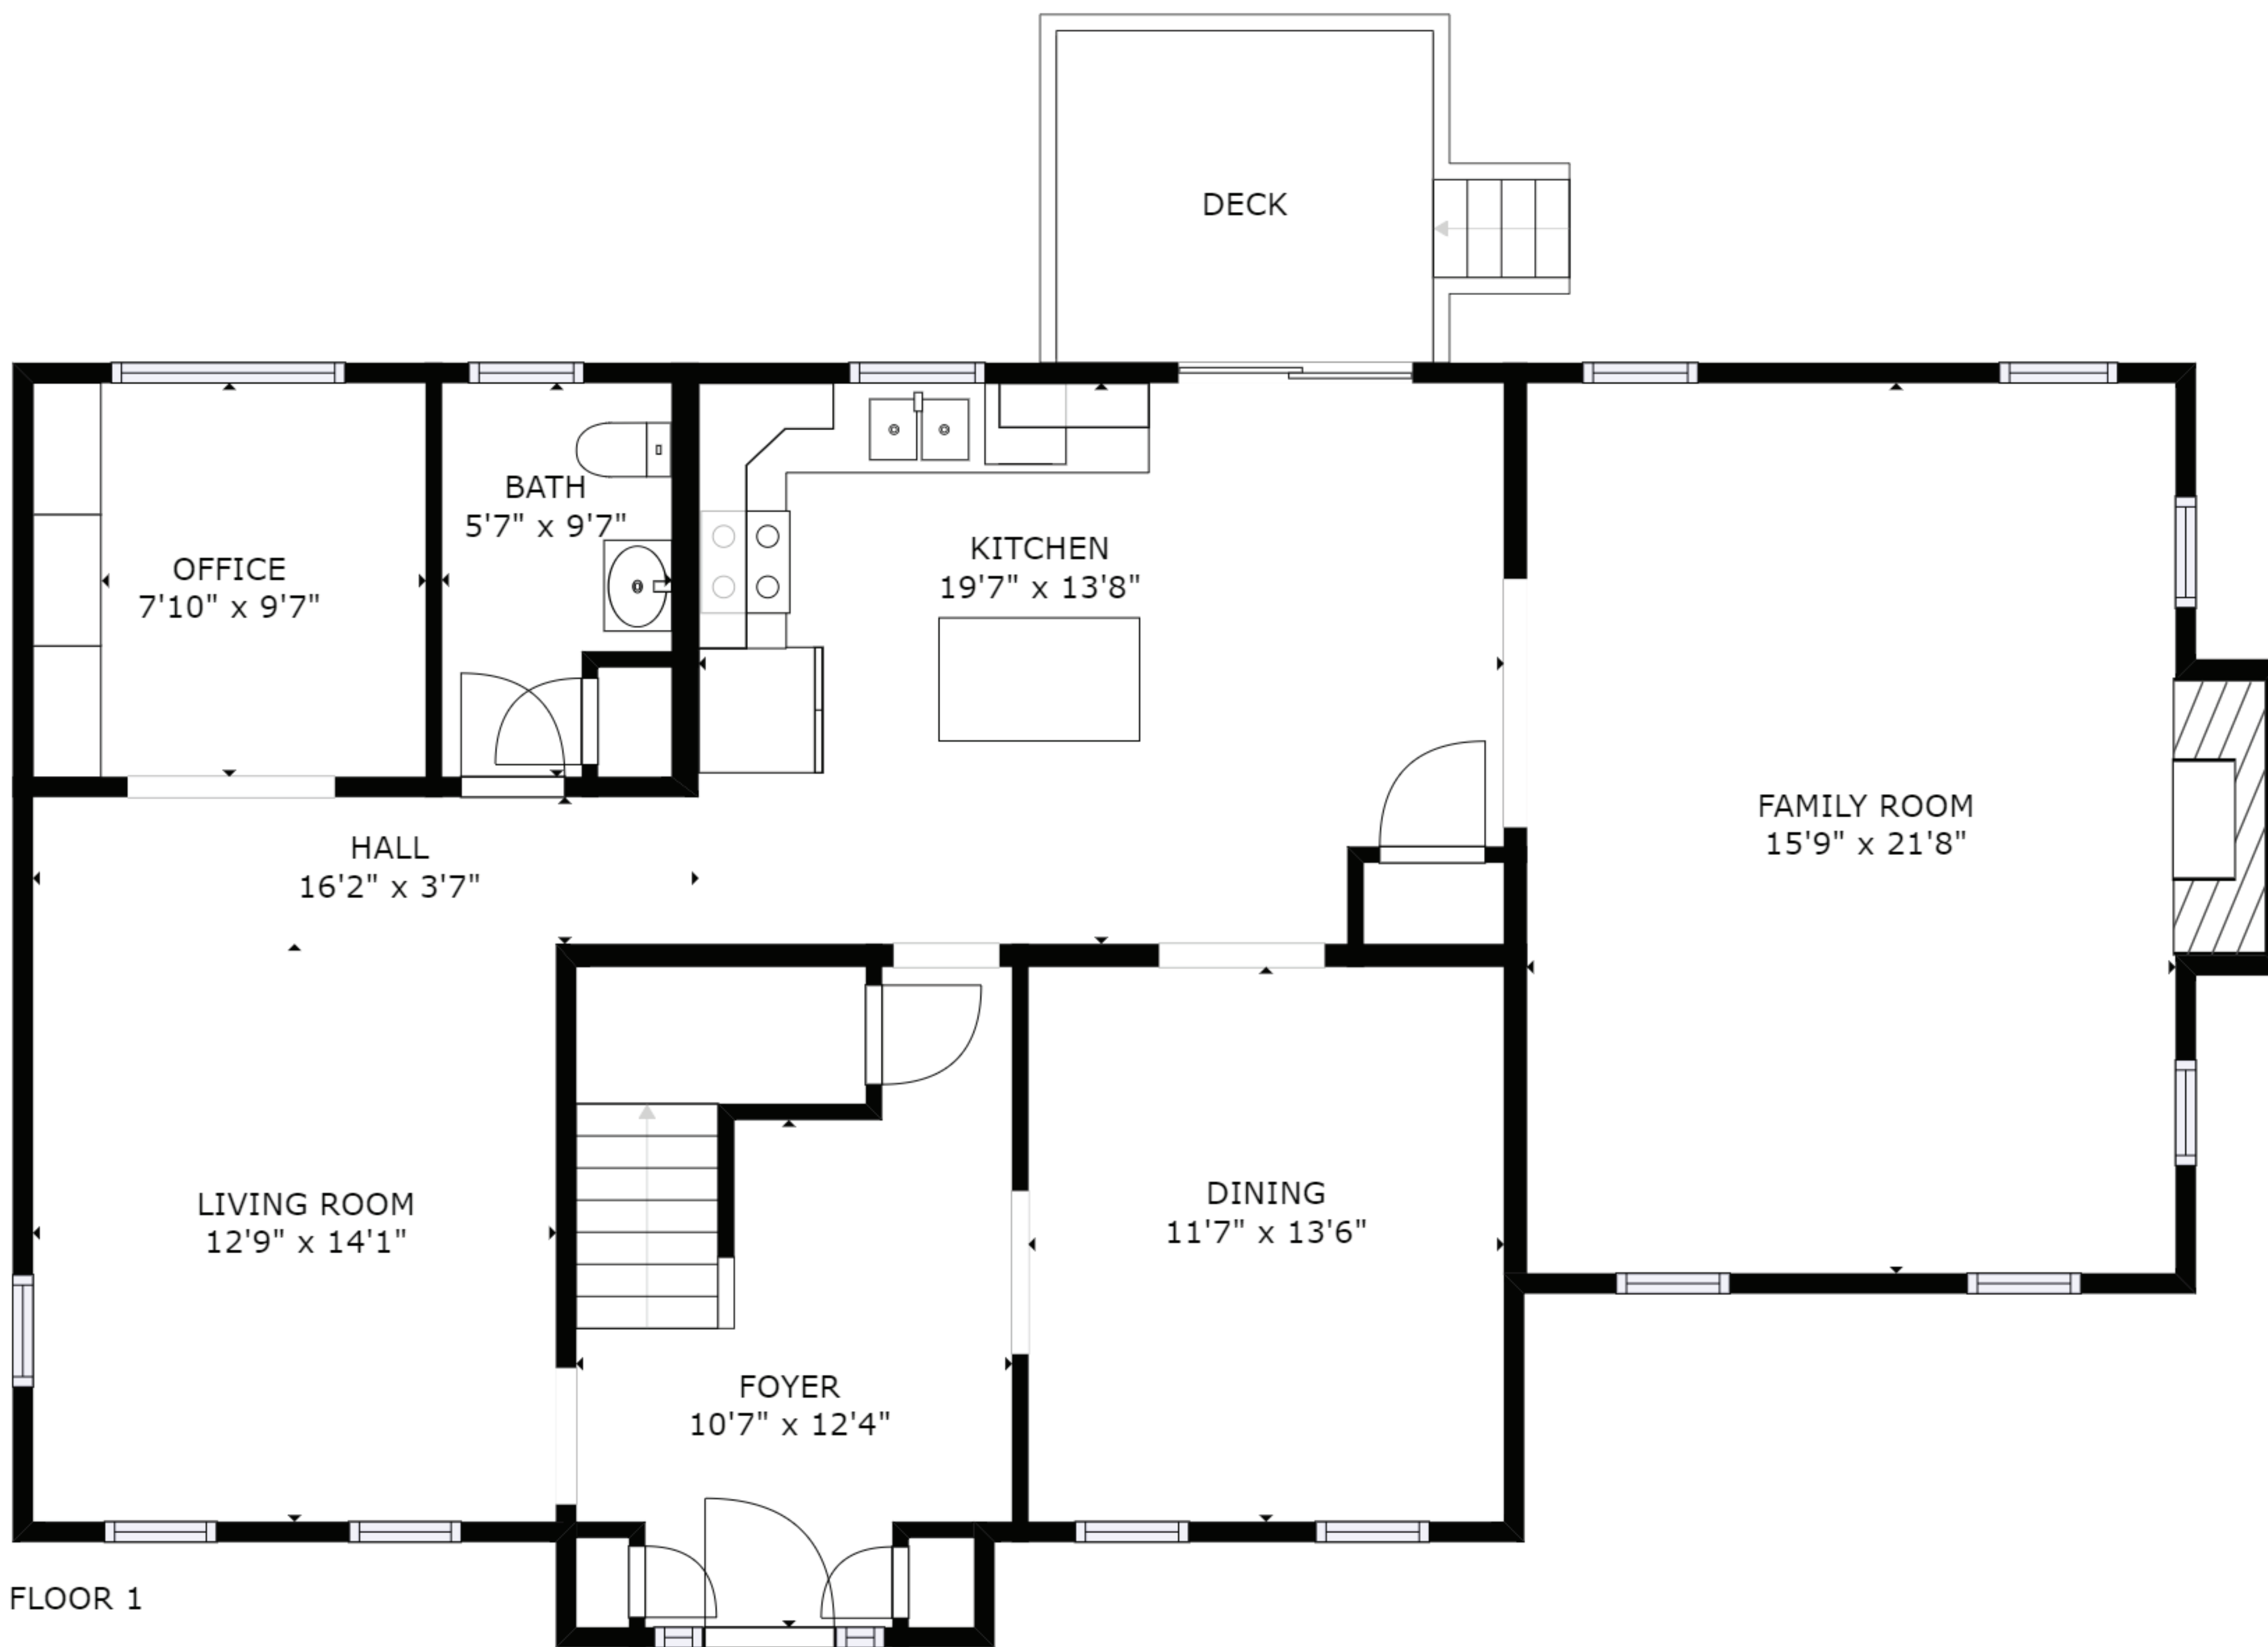 DECK
BATH
5'7" x 9'7"
OFFICE
7'10" x 9'7"
KITCHEN
19'7" x 13'8"
FAMILY ROOM
15'9" x 21'8"
HALL
16'2" x 3'7"
LIVING ROOM
12'9" x 14'1"
DINING
11'7" x 13'6"
FOYER
10'7" x 12'4"
FLOOR 1